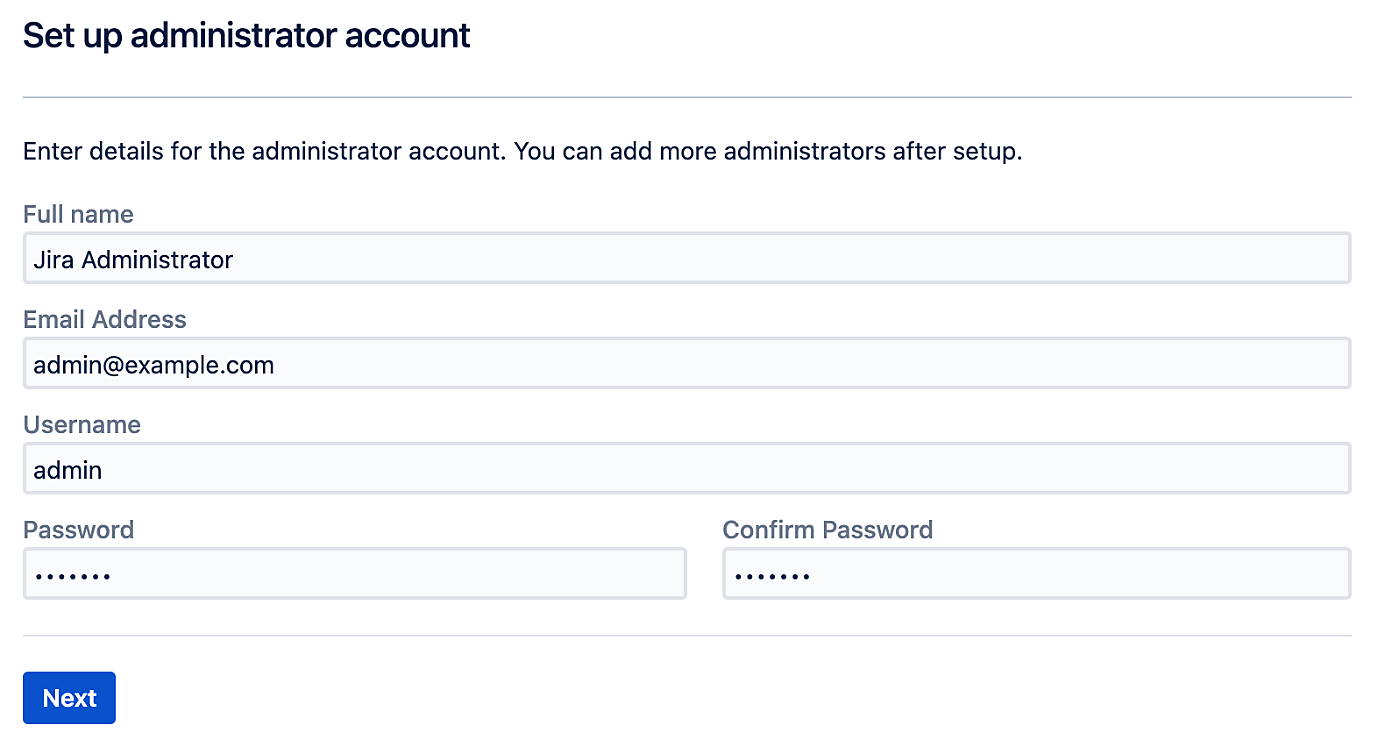 Set up administrator account
Enter details for the administrator account. You can add more administrators after setup.
Full name
Jira Administrator
Email Address
admin@example.com
Username
admin
Password
Confirm Password
•••••••
•••••••
Next